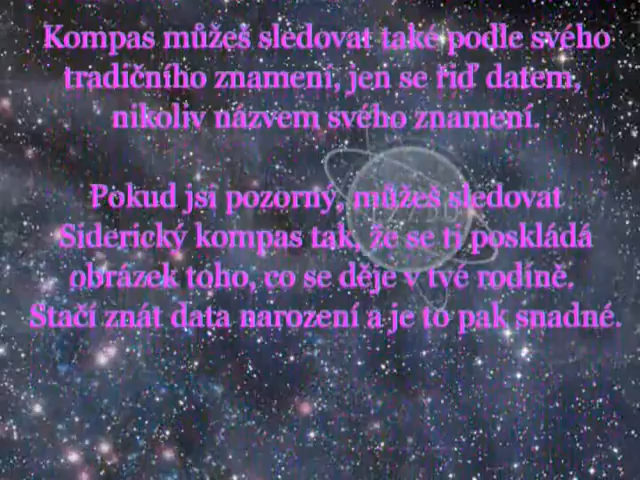 Kompas můžeš sledovat také podle svého
tradičního znamení, jen se řiď datem,
nikoliv názvem svého znamení.
Pokud jsi pozorný, můžeš sledovat
Siderický kompas tak, že se ti poskládá
obrázek toho, co se děje v tvé rodině.
Stačí znát data narození a je to pak snadné.